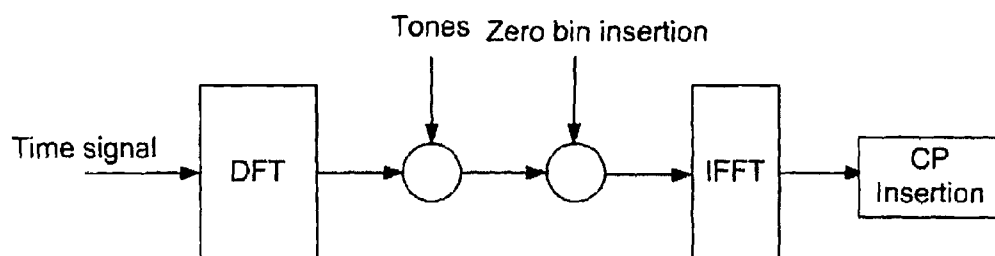 Tones
Zero bin insertion
Time signal
DFT
IFFT
CP
Insertion